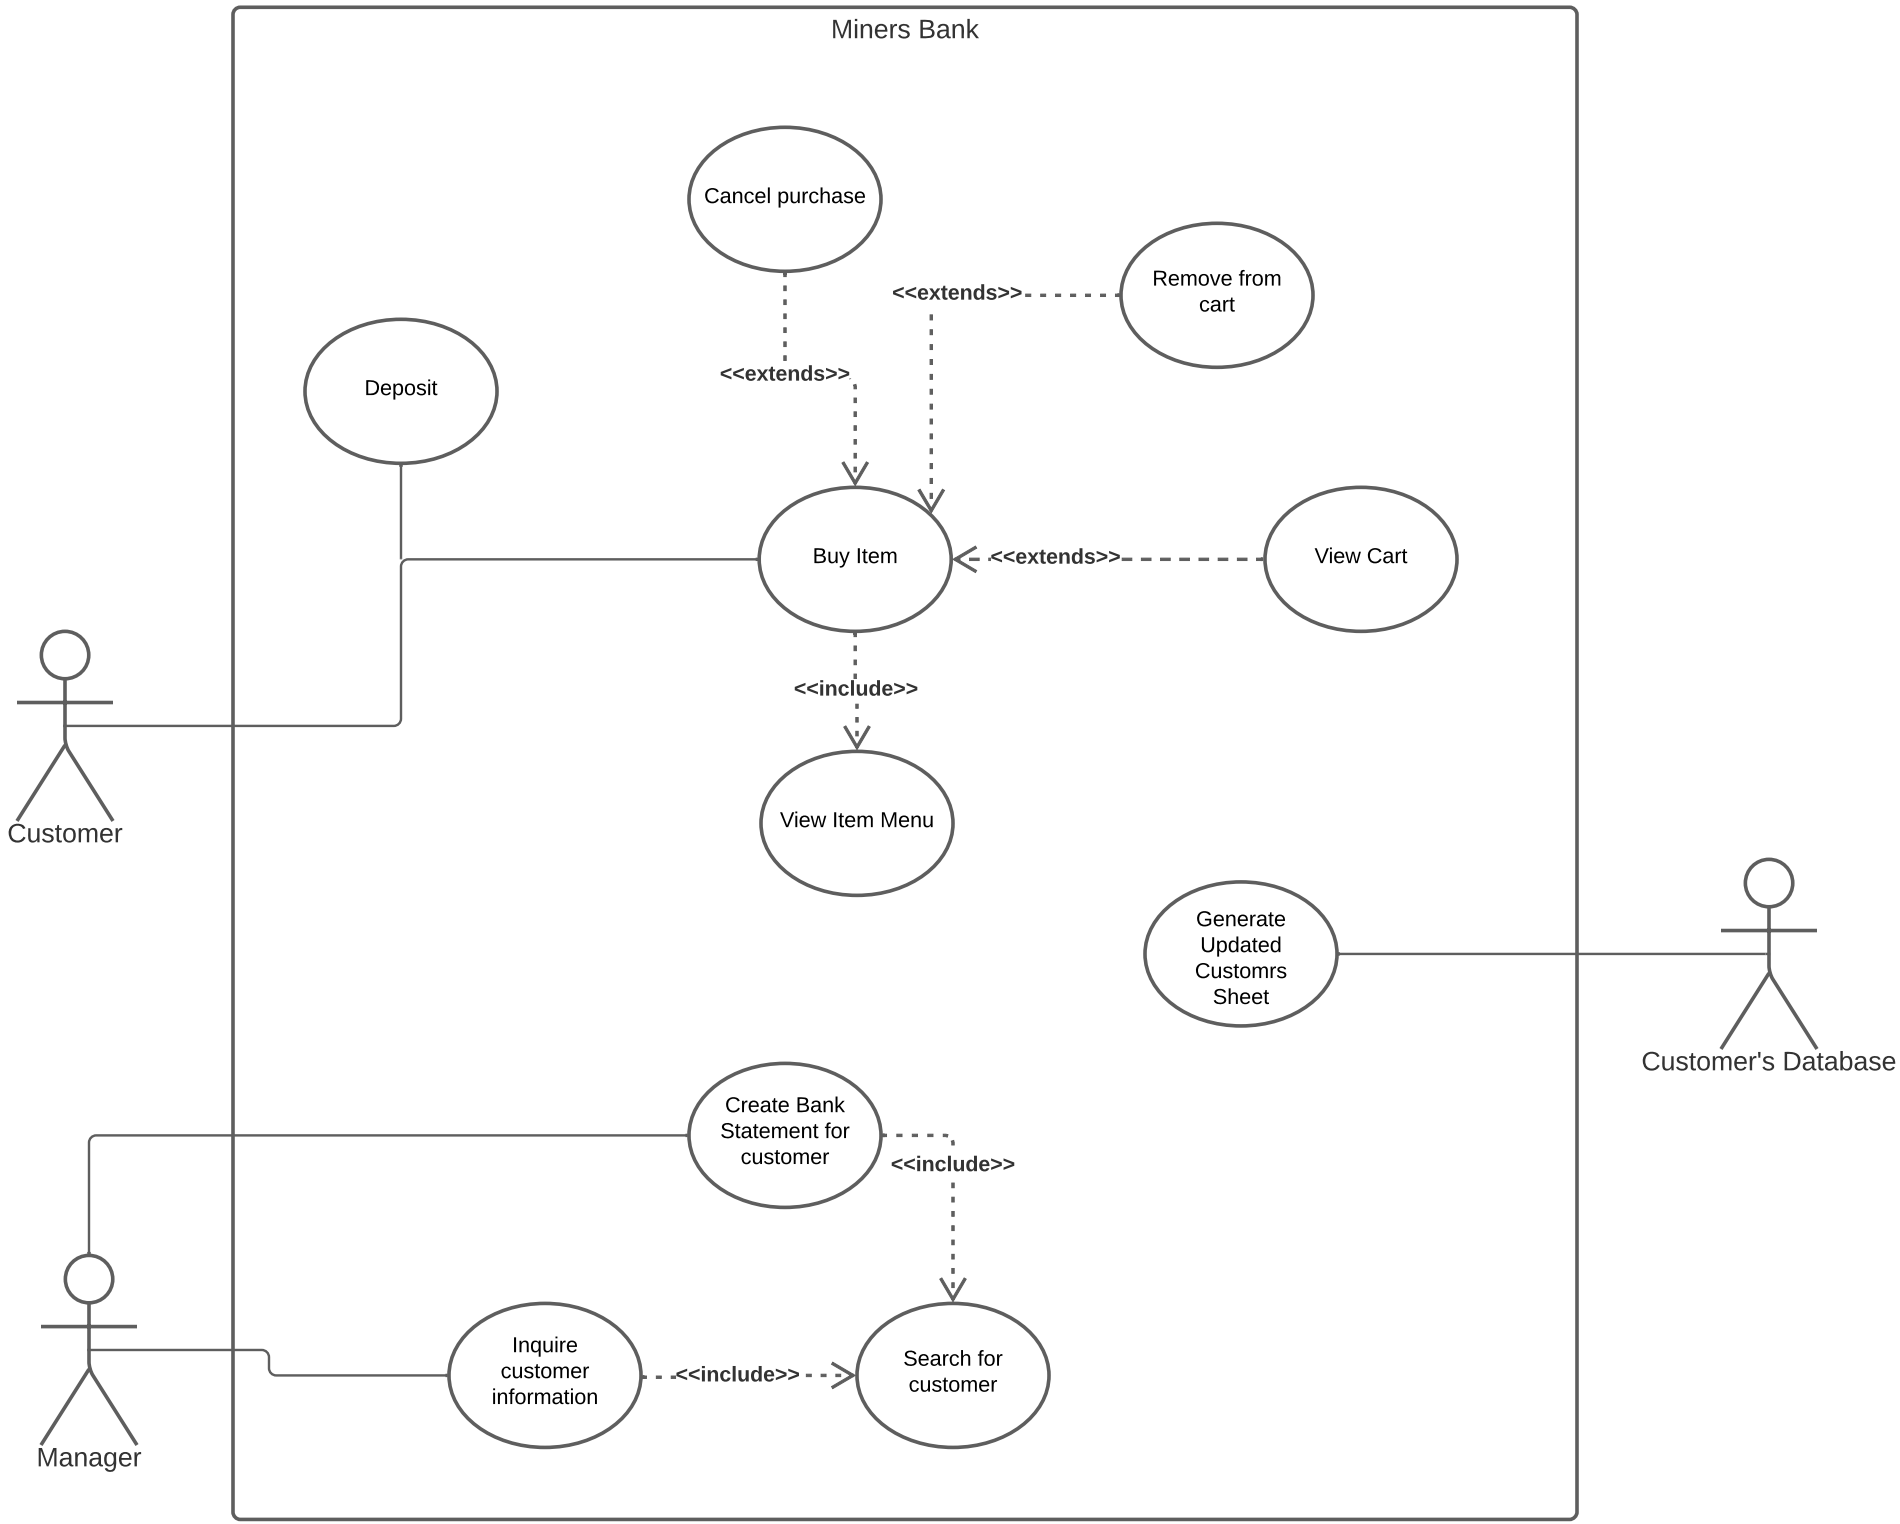 Miners Bank
Cancel purchase
Remove from
cart
<<extends>>
<<extends>>
Deposit
Buy Item
<<extends>>
View Cart
<<include>>
View Item Menu
Customer
Generate
Updated
Customrs
Sheet
Customer's Database
Create Bank
Statement for
customer
<<include>>
Inquire
customer
information
<<include>>
Search for
customer
Manager